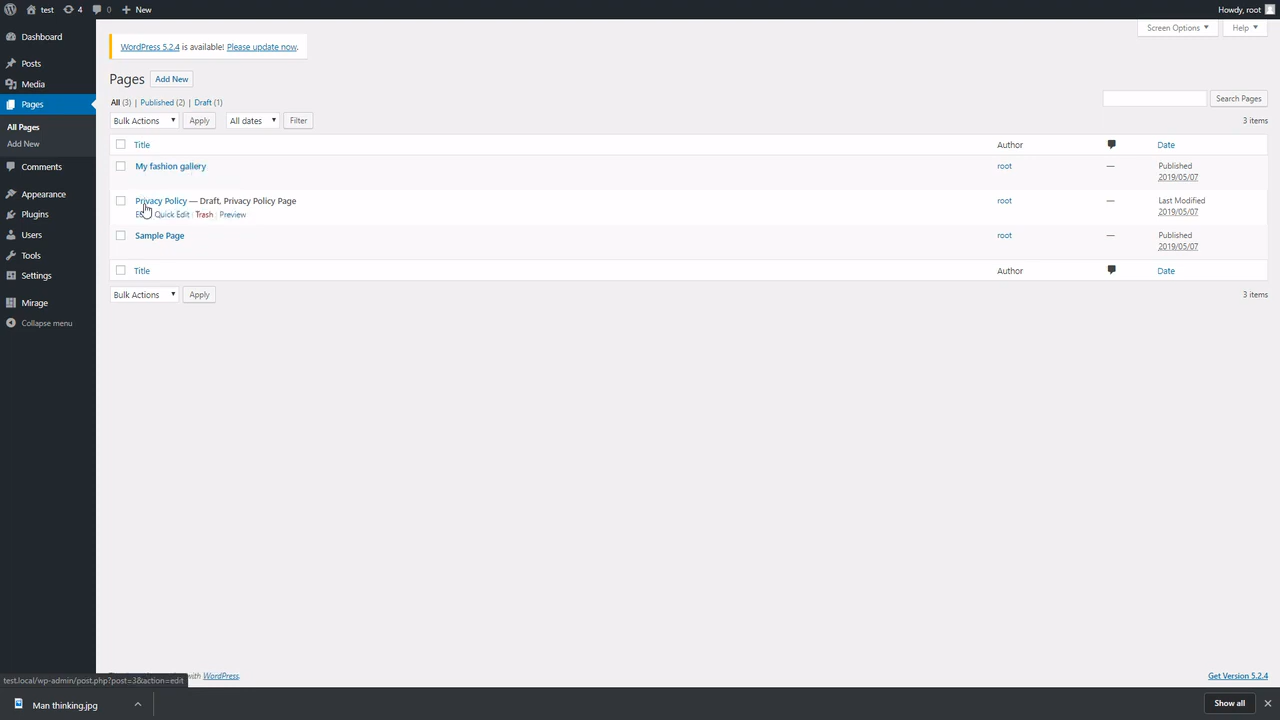 test 4 0 New Howdy, root
Screen Options Help
Dashboard
Posts
Media
Pages
All Pages
Add New
Comments
Appearance
Plugins
Users
Tools
Settings
Mirage
Collapse menu
WordPress 5.2.4 is available! Please update now.
Pages Add New
All (3) | Published (2) | Draft (1)
Search Pages
Bulk Actions Apply All dates Filter 3 items
Title Author Date
My fashion gallery root — Published
2019/05/07
Privacy Policy — Draft, Privacy Policy Page root — Last Modified
Quick Edit | Trash | Preview 2019/05/07
Sample Page root — Published
2019/05/07
Title Author Date
Bulk Actions Apply 3 items
with WordPress. Get Version 5.2.4
test.local/wp-admin/post.php?post=3&action=edit
Man thinking.jpg Show all